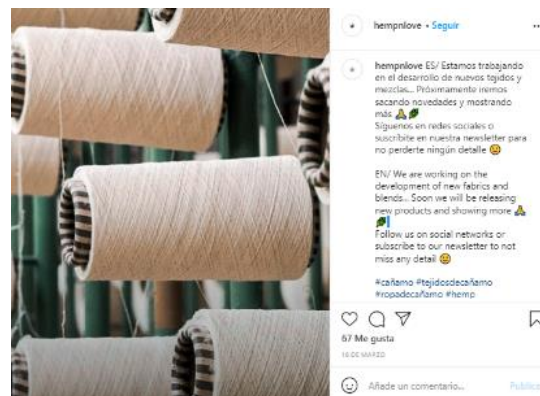 hempnlove • Seguir
hempnlove ES/ Estamos trabajando
en el desarrollo de nuevos tejidos y
mezclas... Próximamente iremos
sacando novedades y mostrando
más 🙏🌿
Síguenos en redes sociales o
suscribite en nuestra newsletter para
no perderte ningún detalle 😉
EN/ We are working on the
development of new fabrics and
blends... Soon we will be releasing
new products and showing more 🙏
🌿
Follow us on social networks or
subscribe to our newsletter to not
miss any detail 😉
#cañamo #tejidosdecañamo
#ropadecañamo #hemp
67 Me gusta
16 DE MARZO
Añade un comentario... Publica